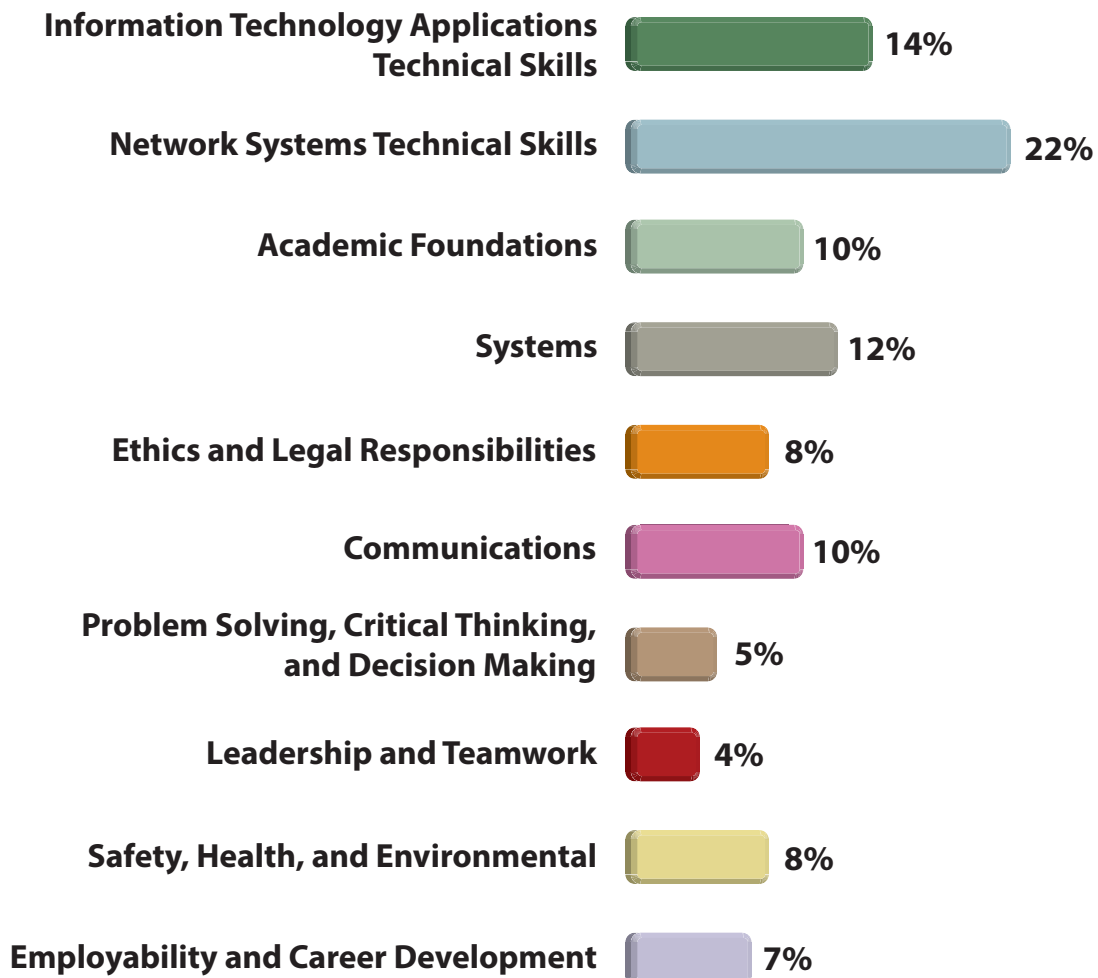 Information Technology Applications
Technical Skills
14%
Network Systems Technical Skills
22%
Academic Foundations
10%
Systems
12%
Ethics and Legal Responsibilities
8%
Communications
10%
Problem Solving, Critical Thinking,
and Decision Making
5%
Leadership and Teamwork
4%
Safety, Health, and Environmental
8%
Employability and Career Development
7%